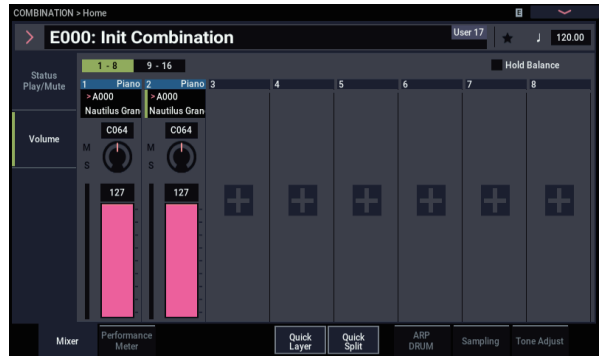 COMBINATION > Home
E
E000: Init Combination
User 17
♩ 120.00
1 - 8
9 - 16
Hold Balance
Status
Play/Mute
Volume
1 Piano
2 Piano
3
4
5
6
7
8
>A000
Nautilus Gran
>A000
Nautilus Gran
C064
C064
M
S
M
S
127
127
Mixer
Performance
Meter
Quick
Layer
Quick
Split
ARP
DRUM
Sampling
Tone Adjust